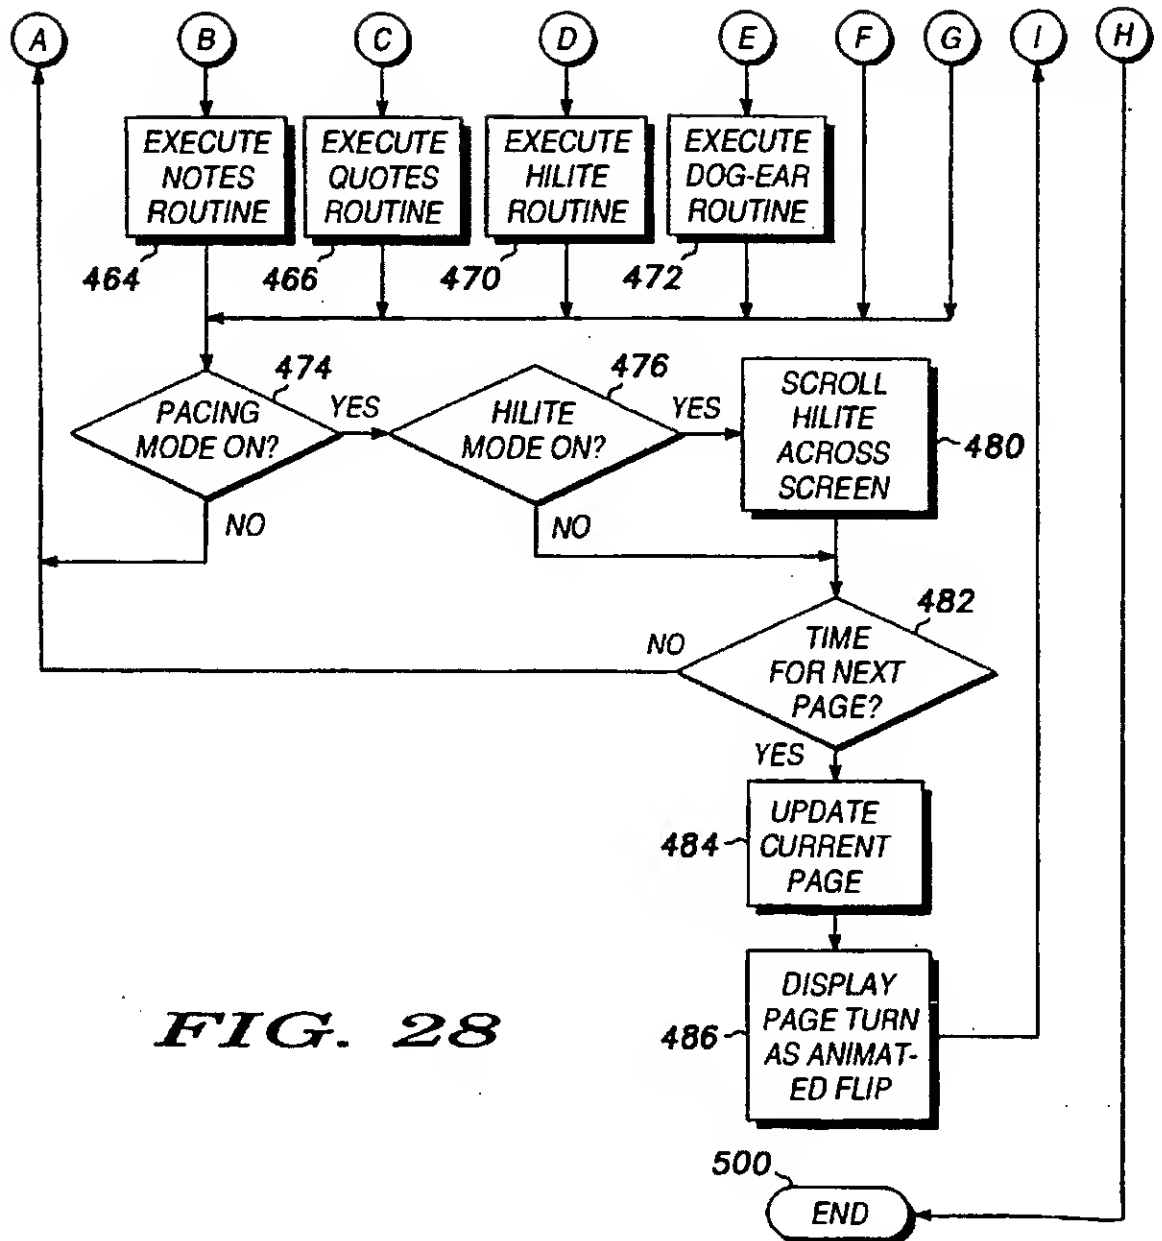 A B C D E F G I H
EXECUTE
NOTES
ROUTINE
464
EXECUTE
QUOTES
ROUTINE
466
EXECUTE
HILITE
ROUTINE
470
EXECUTE
DOG-EAR
ROUTINE
472
PACING
MODE ON?
474
YES
NO
HILITE
MODE ON?
476
YES
NO
SCROLL
HILITE
ACROSS
SCREEN
480
TIME
FOR NEXT
PAGE?
482
NO
YES
UPDATE
CURRENT
PAGE
484
DISPLAY
PAGE TURN
AS ANIMAT-
ED FLIP
486
FIG. 28
500
END